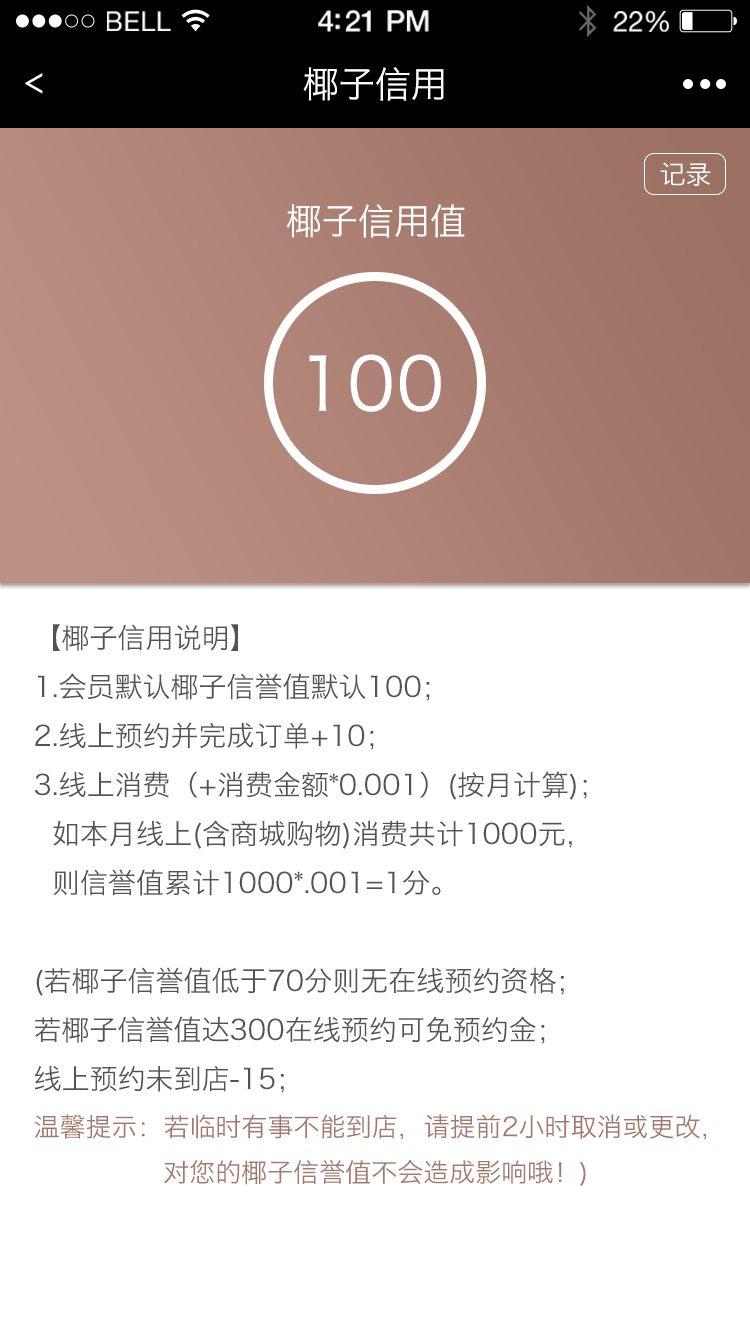 BELL 4:21 PM 22%
< 椰子信用 •••
记录
椰子信用值
100
【椰子信用说明】
1.会员默认椰子信誉值默认100;
2.线上预约并完成订单+10;
3.线上消费（+消费金额*0.001）(按月计算);
如本月线上(含商城购物)消费共计1000元,
则信誉值累计1000*.001=1分。
(若椰子信誉值低于70分则无在线预约资格;
若椰子信誉值达300在线预约可免预约金;
线上预约未到店-15;
温馨提示：若临时有事不能到店，请提前2小时取消或更改,
对您的椰子信誉值不会造成影响哦！)